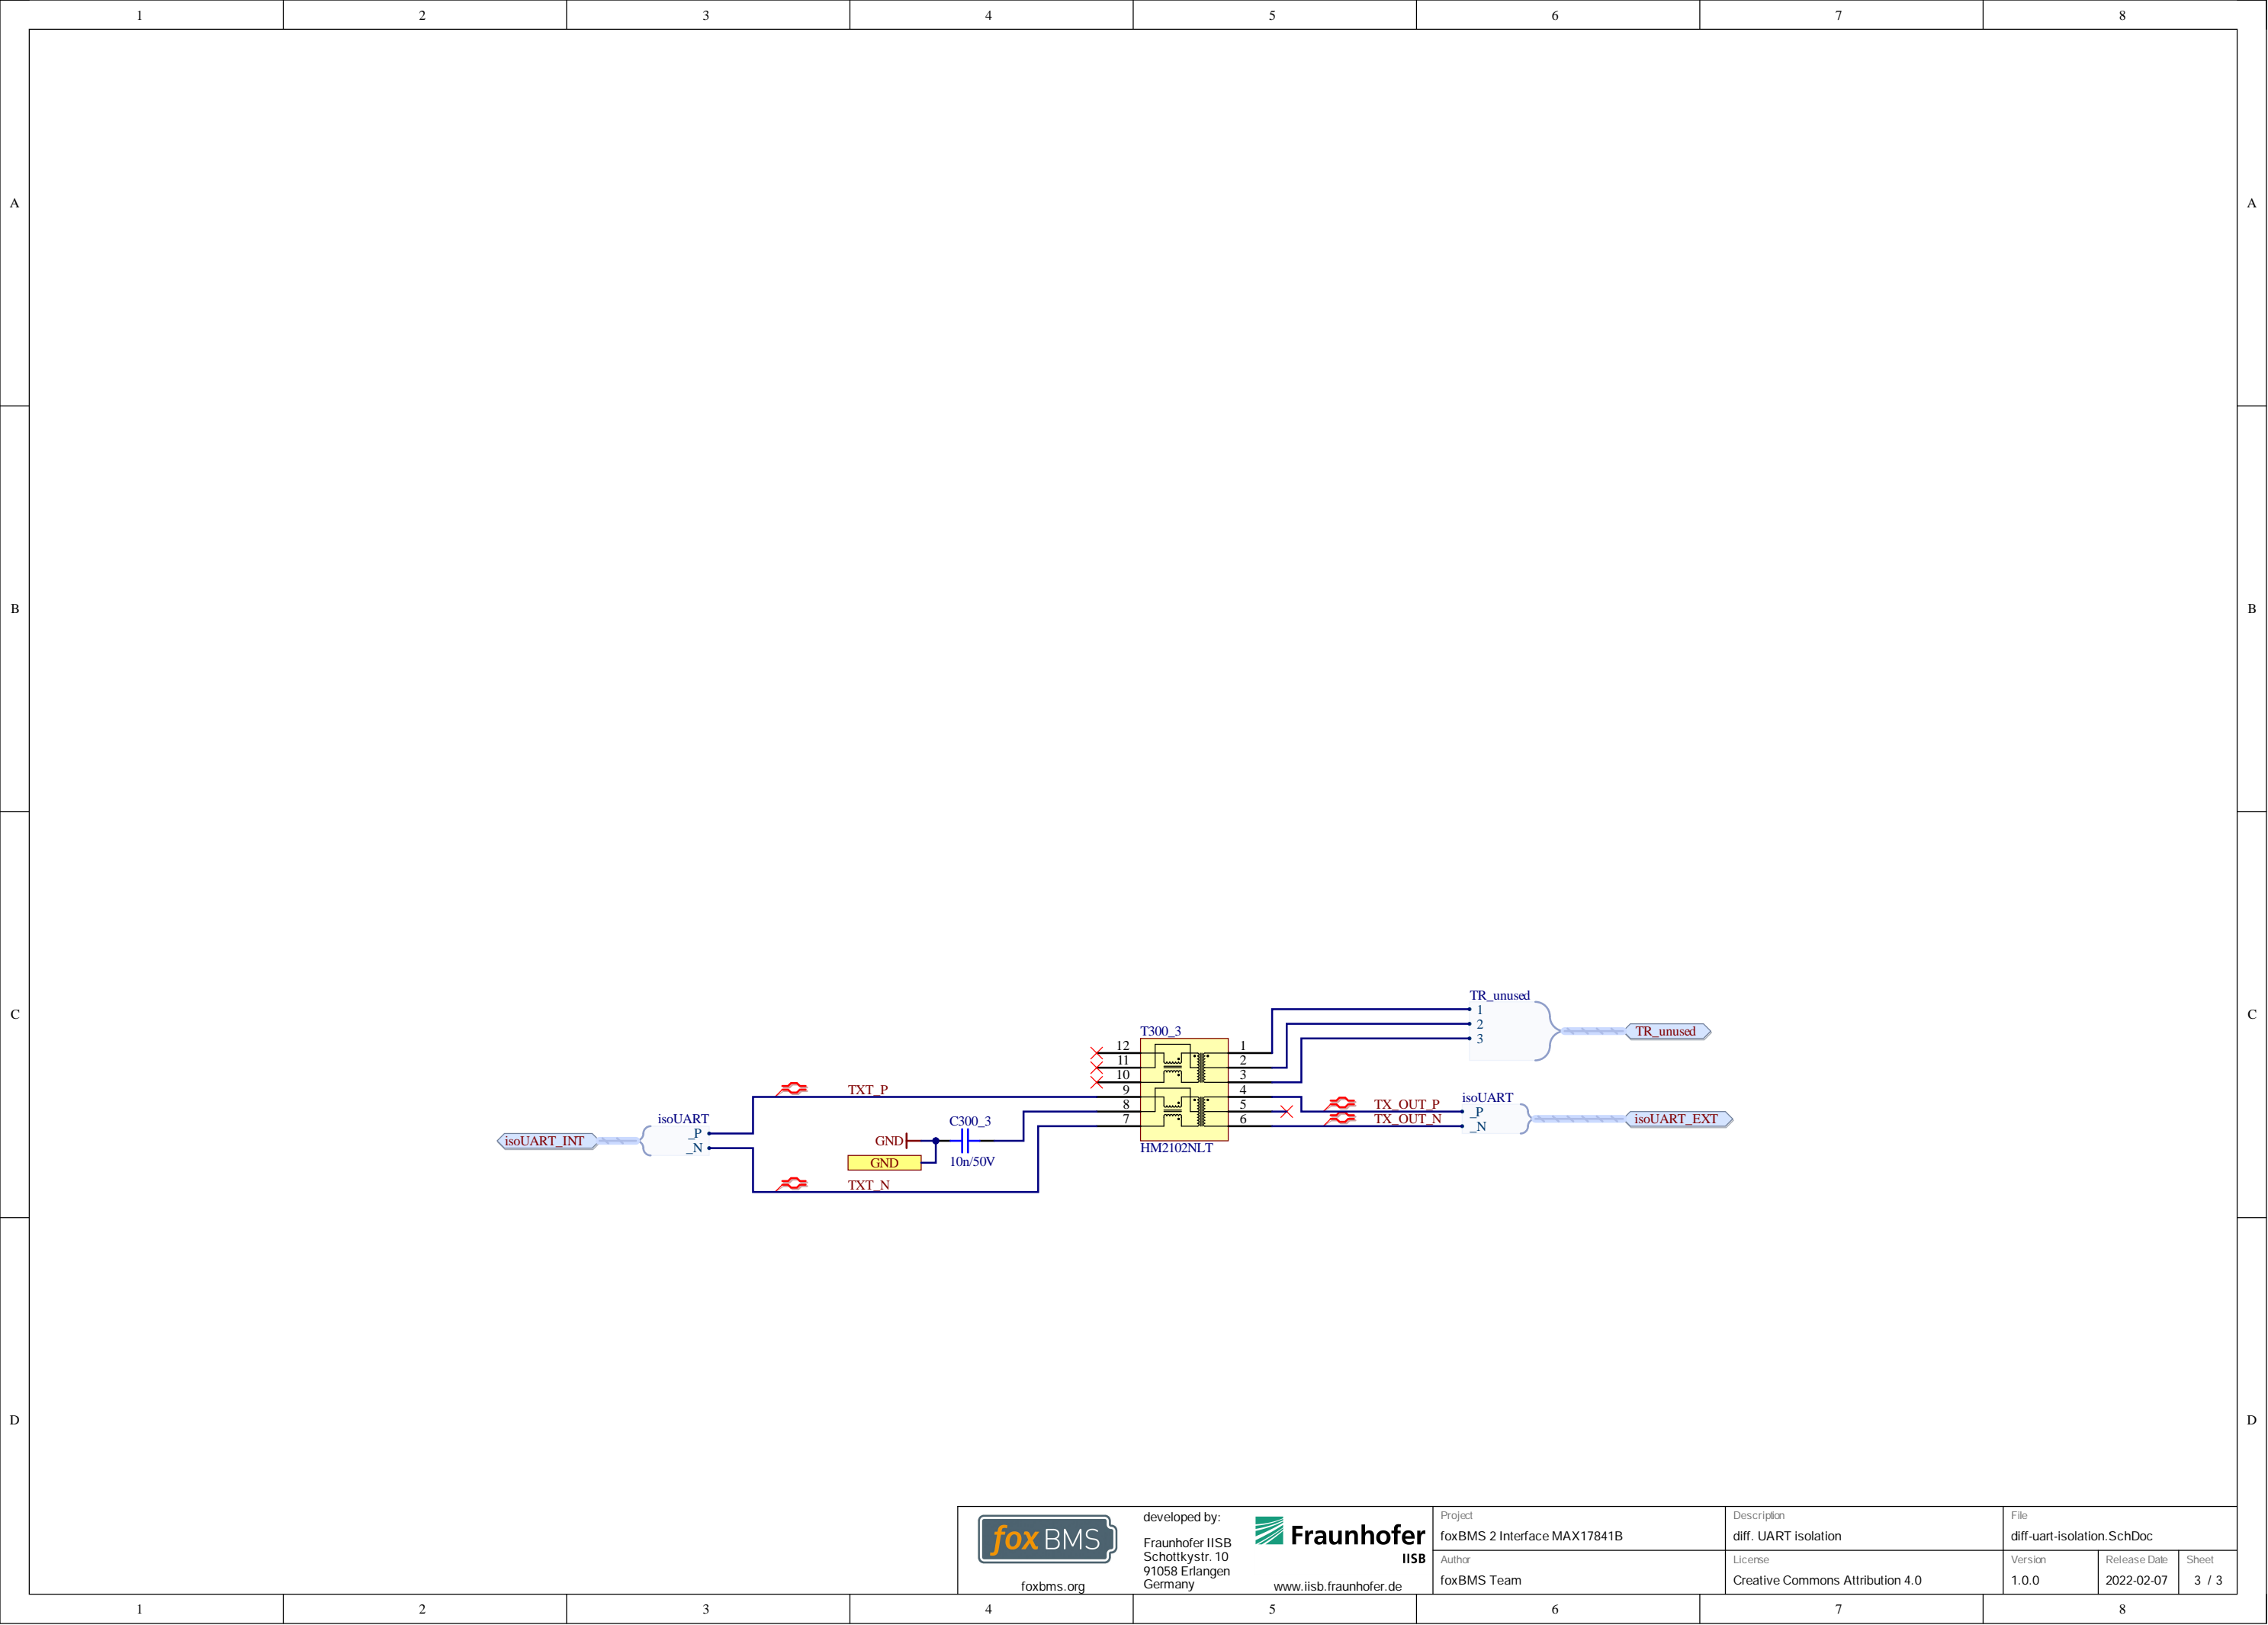 1 2 3 4 5 6 7 8
A A
B B
C C
D D
TR_unused
1
2
3
TR_unused
T300_3
12 1
11 2
10 3
9 4
8 5
7 6
HM2102NLT
TXT_P
isoUART
_P
_N
isoUART_INT
C300_3
GND
GND
10n/50V
TXT_N
TX_OUT_P
TX_OUT_N
isoUART
_P
_N
isoUART_EXT
fox BMS
foxbms.org
developed by:
Fraunhofer IISB
Schottkystr. 10
91058 Erlangen
Germany
Fraunhofer
IISB
www.iisb.fraunhofer.de
Project
foxBMS 2 Interface MAX17841B
Author
foxBMS Team
Description
diff. UART isolation
License
Creative Commons Attribution 4.0
File
diff-uart-isolation.SchDoc
Version
1.0.0
Release Date
2022-02-07
Sheet
3 / 3
1 2 3 4 5 6 7 8